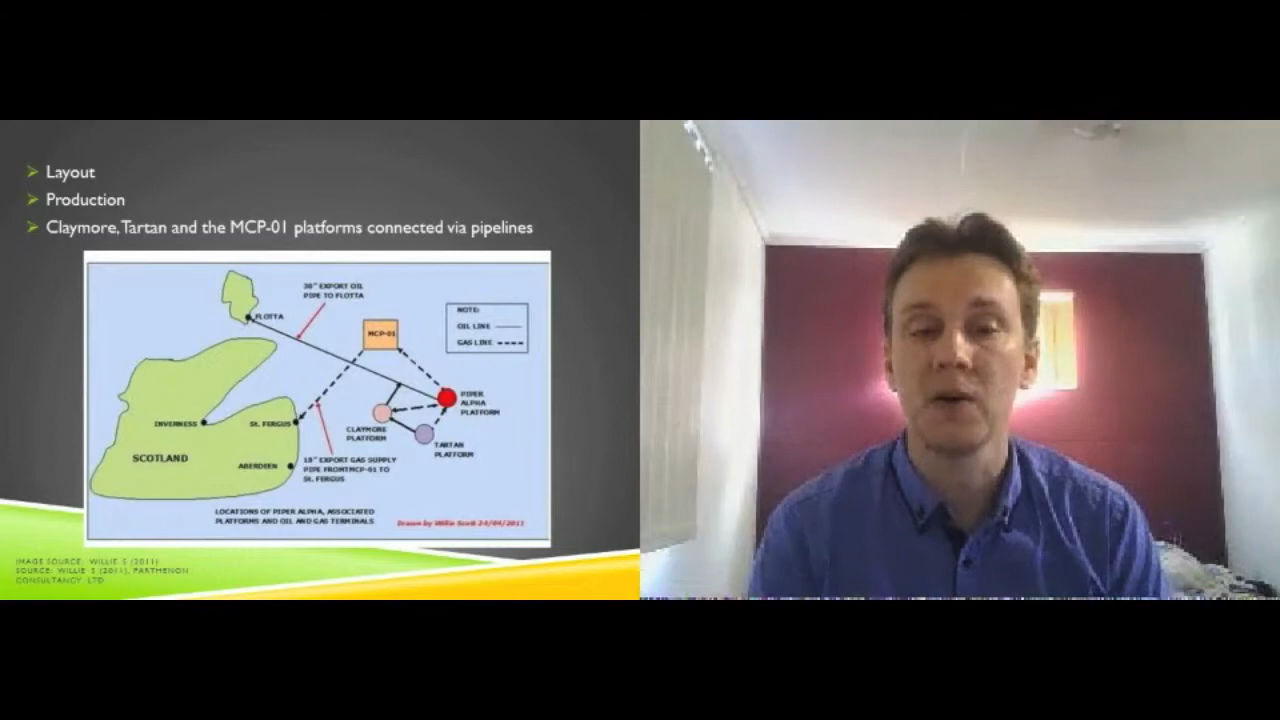 Layout
Production
Claymore, Tartan and the MCP-01 platforms connected via pipelines
30" EXPORT OIL
PIPE TO FLOTTA
FLOTTA
MCP-01
NOTE:
OIL LINE
GAS LINE
PIPER
ALPHA
PLATFORM
CLAYMORE
PLATFORM
TARTAN
PLATFORM
INVERNESS
ST. FERGUS
SCOTLAND
ABERDEEN
18" EXPORT GAS SUPPLY
PIPE FROM MCP-01 TO
ST. FERGUS
LOCATIONS OF PIPER ALPHA, ASSOCIATED
PLATFORMS AND OIL AND GAS TERMINALS
Drawn by Willie Scott 24/04/2011
IMAGE SOURCE: WILLIE S (2011)
SOURCE: WILLIE S (2011), PARTHENON
CONSULTANCY LTD